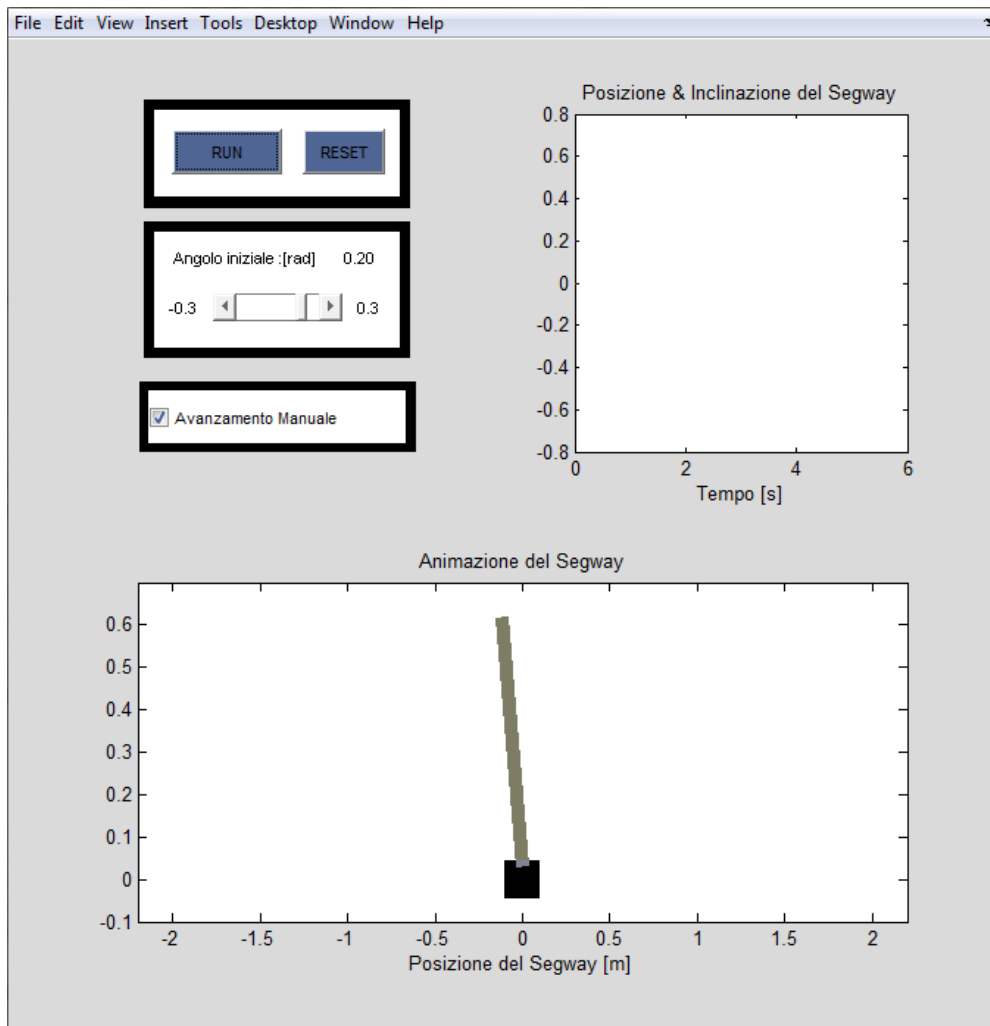 File Edit View Insert Tools Desktop Window Help
RUN RESET
Angolo iniziale :[rad] 0.20
-0.3 0.3
Avanzamento Manuale
Posizione & Inclinazione del Segway
0.8
0.6
0.4
0.2
0
-0.2
-0.4
-0.6
-0.8
0 2 4 6
Tempo [s]
Animazione del Segway
0.6
0.5
0.4
0.3
0.2
0.1
0
-0.1
-2 -1.5 -1 -0.5 0 0.5 1 1.5 2
Posizione del Segway [m]